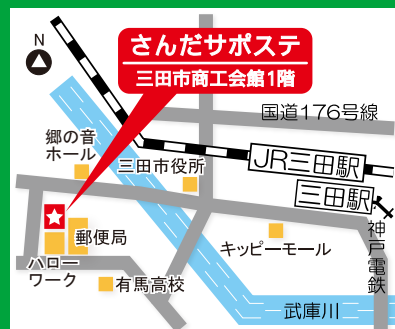 N
さんだサポステ
三田市商工会館1階
国道176号線
郷の音
ホール
三田市役所
JR三田駅
三田駅
神戸電鉄
郵便局
キッピーモール
ハロー
ワーク
有馬高校
武庫川